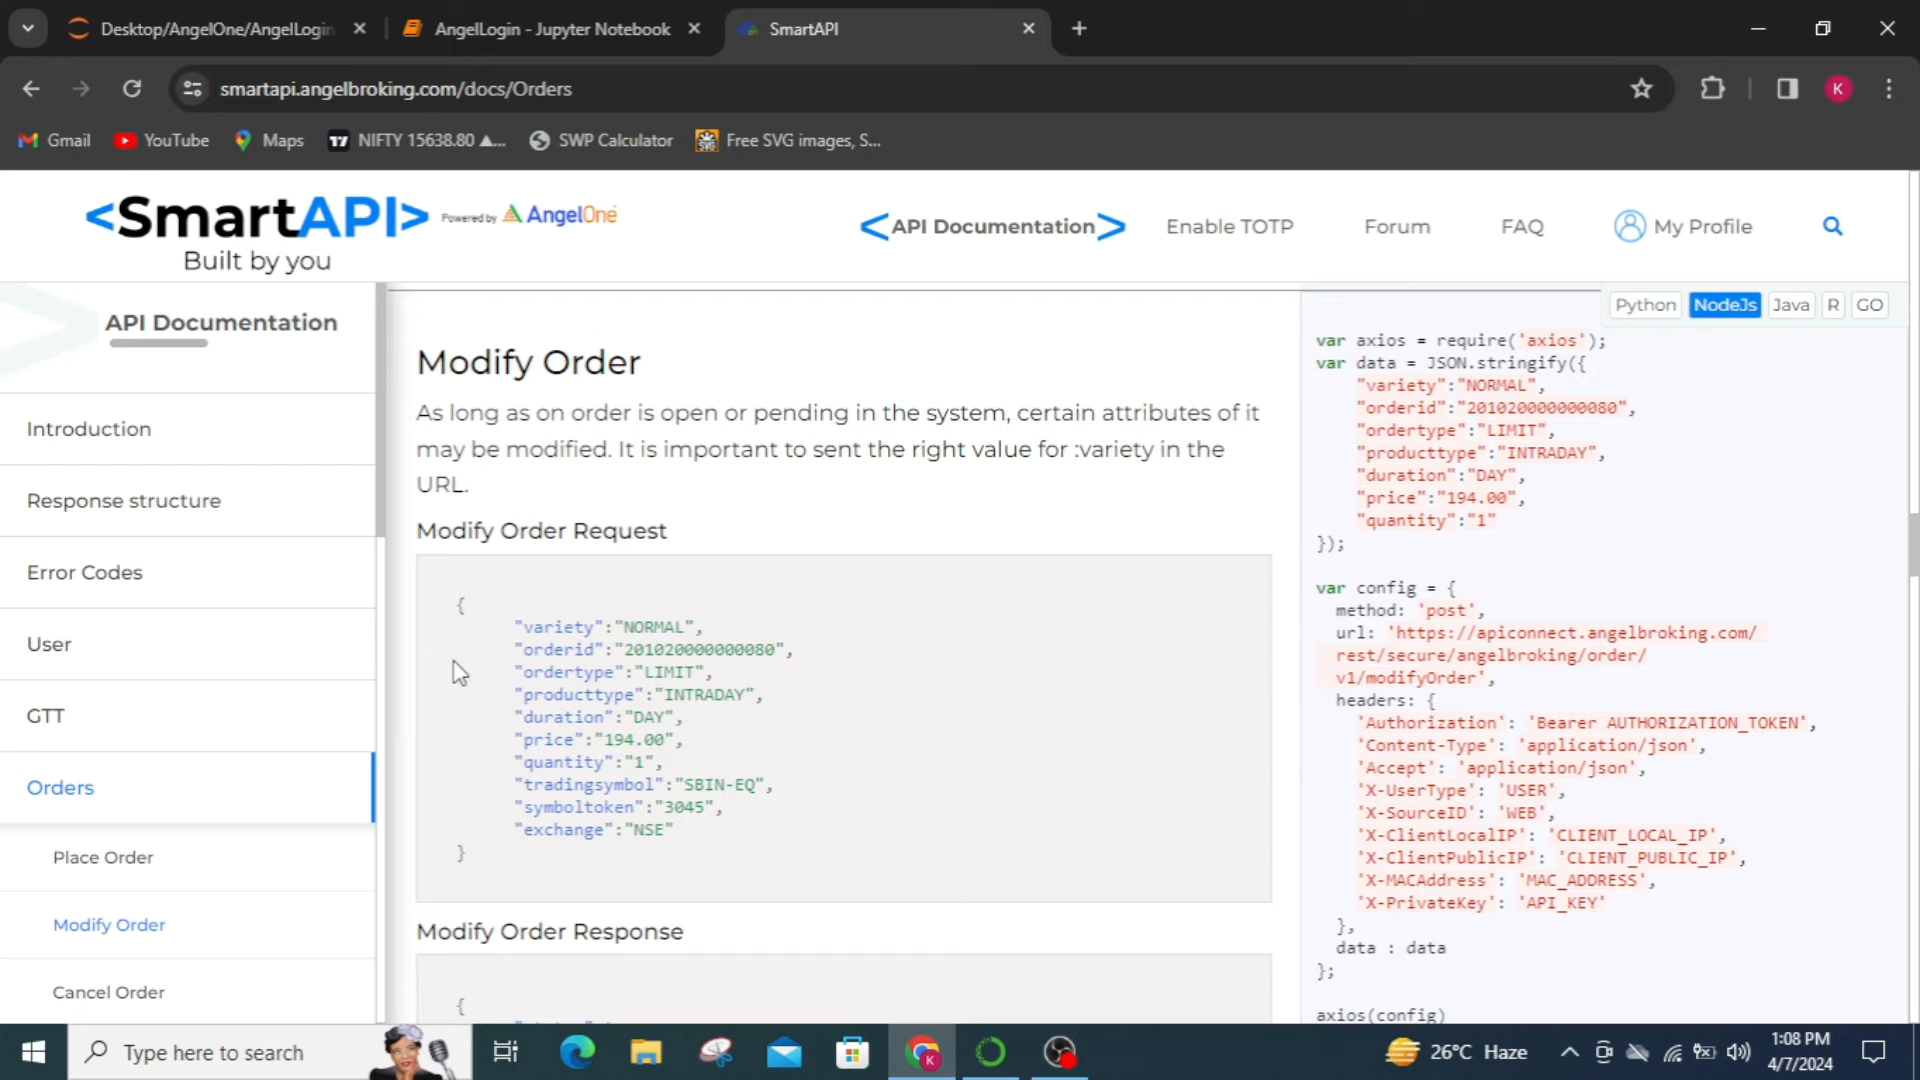 Desktop/AngelOne/AngelLogin
AngelLogin - Jupyter Notebook
SmartAPI
smartapi.angelbroking.com/docs/Orders
K
Gmail
YouTube
Maps
NIFTY 15638.80 ▲...
SWP Calculator
Free SVG images, S...
<SmartAPI>
Powered by AngelOne
Built by you
<API Documentation>
Enable TOTP
Forum
FAQ
My Profile
API Documentation
Introduction
Response structure
Error Codes
User
GTT
Orders
Place Order
Modify Order
Cancel Order
Modify Order
As long as on order is open or pending in the system, certain attributes of it
may be modified. It is important to sent the right value for :variety in the
URL.
Modify Order Request
{
"variety":"NORMAL",
"orderid":"201020000000080",
"ordertype":"LIMIT",
"producttype":"INTRADAY",
"duration":"DAY",
"price":"194.00",
"quantity":"1",
"tradingsymbol":"SBIN-EQ",
"symboltoken":"3045",
"exchange":"NSE"
}
Modify Order Response
{
Python
NodeJs
Java
R
GO
var axios = require('axios');
var data = JSON.stringify({
"variety":"NORMAL",
"orderid":"201020000000080",
"ordertype":"LIMIT",
"producttype":"INTRADAY",
"duration":"DAY",
"price":"194.00",
"quantity":"1"
});
var config = {
method: 'post',
url: 'https://apiconnect.angelbroking.com/
rest/secure/angelbroking/order/
v1/modifyOrder',
headers: {
'Authorization': 'Bearer AUTHORIZATION_TOKEN',
'Content-Type': 'application/json',
'Accept': 'application/json',
'X-UserType': 'USER',
'X-SourceID': 'WEB',
'X-ClientLocalIP': 'CLIENT_LOCAL_IP',
'X-ClientPublicIP': 'CLIENT_PUBLIC_IP',
'X-MACAddress': 'MAC_ADDRESS',
'X-PrivateKey': 'API_KEY'
},
data : data
};
axios(config)
Type here to search
K
26°C Haze
1:08 PM
4/7/2024